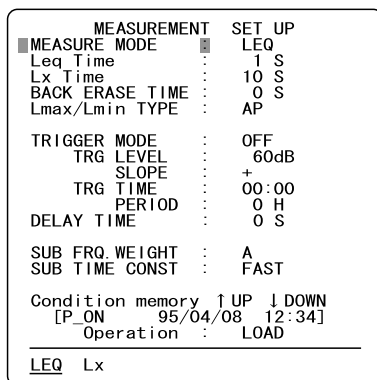 MEASUREMENT SET UP
MEASURE MODE : LEQ
Leq Time : 1 S
Lx Time : 10 S
BACK ERASE TIME : 0 S
Lmax/Lmin TYPE : AP
TRIGGER MODE : OFF
TRG LEVEL : 60dB
SLOPE : +
TRG TIME : 00:00
PERIOD : 0 H
DELAY TIME : 0 S
SUB FRQ.WEIGHT : A
SUB TIME CONST : FAST
Condition memory ↑UP ↓DOWN
[P_ON 95/04/08 12:34]
Operation : LOAD
LEQ Lx